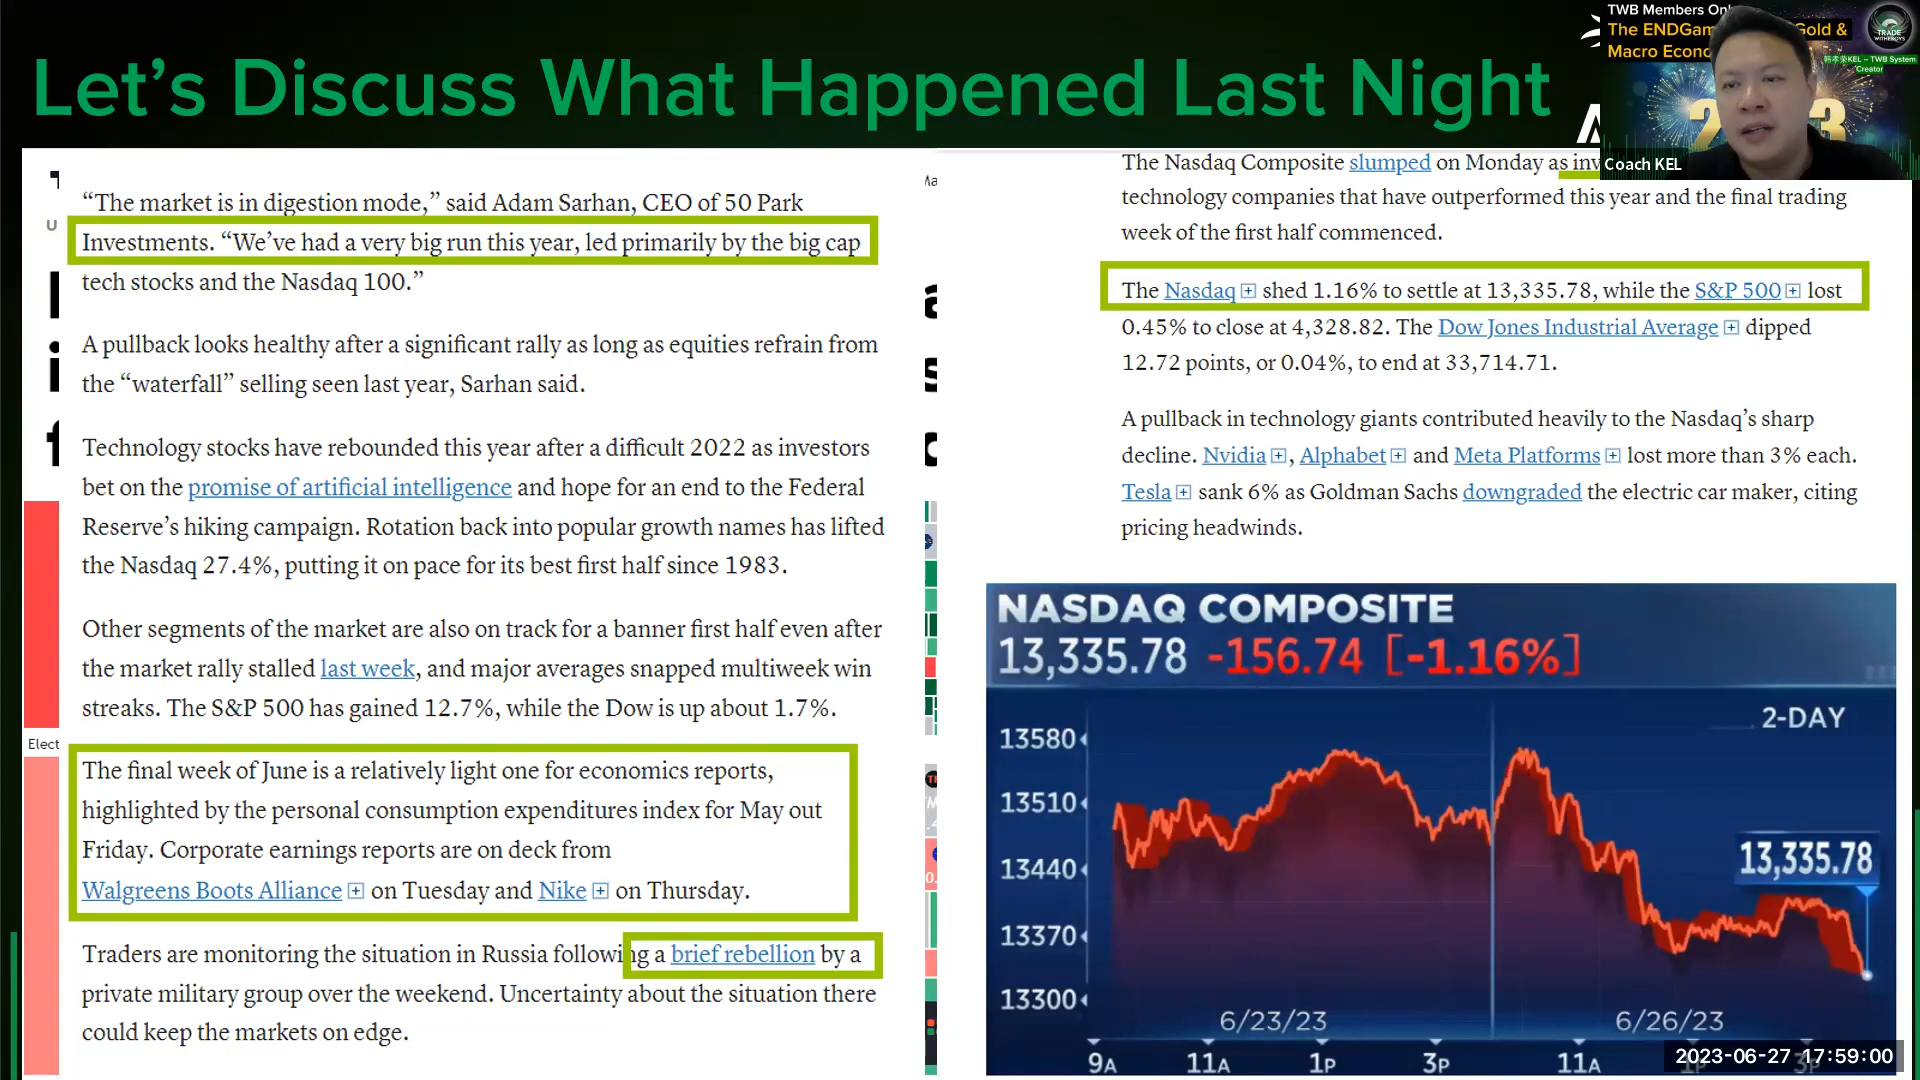 Let's Discuss What Happened Last Night
“The market is in digestion mode,” said Adam Sarhan, CEO of 50 Park
Investments. “We’ve had a very big run this year, led primarily by the big cap
tech stocks and the Nasdaq 100.”
A pullback looks healthy after a significant rally as long as equities refrain from
the “waterfall” selling seen last year, Sarhan said.
Technology stocks have rebounded this year after a difficult 2022 as investors
bet on the promise of artificial intelligence and hope for an end to the Federal
Reserve’s hiking campaign. Rotation back into popular growth names has lifted
the Nasdaq 27.4%, putting it on pace for its best first half since 1983.
Other segments of the market are also on track for a banner first half even after
the market rally stalled last week, and major averages snapped multiweek win
streaks. The S&P 500 has gained 12.7%, while the Dow is up about 1.7%.
Elect
The final week of June is a relatively light one for economics reports,
highlighted by the personal consumption expenditures index for May out
Friday. Corporate earnings reports are on deck from
Walgreens Boots Alliance on Tuesday and Nike on Thursday.
Traders are monitoring the situation in Russia following a brief rebellion by a
private military group over the weekend. Uncertainty about the situation there
could keep the markets on edge.
The Nasdaq Composite slumped on Monday as inv
technology companies that have outperformed this year and the final trading
week of the first half commenced.
The Nasdaq shed 1.16% to settle at 13,335.78, while the S&P 500 lost
0.45% to close at 4,328.82. The Dow Jones Industrial Average dipped
12.72 points, or 0.04%, to end at 33,714.71.
A pullback in technology giants contributed heavily to the Nasdaq’s sharp
decline. Nvidia, Alphabet and Meta Platforms lost more than 3% each.
Tesla sank 6% as Goldman Sachs downgraded the electric car maker, citing
pricing headwinds.
NASDAQ COMPOSITE
13,335.78 -156.74 [-1.16%]
2-DAY
13580
13510
13440
13370
13300
13,335.78
6/23/23
6/26/23
9A 11A 1P 3P 11A 1P 3P
2023-06-27 17:59:00
TWB Members Onl
The ENDGam Gold &
Macro Econo
TRADE
KEL – TWB System
Creator
Coach KEL